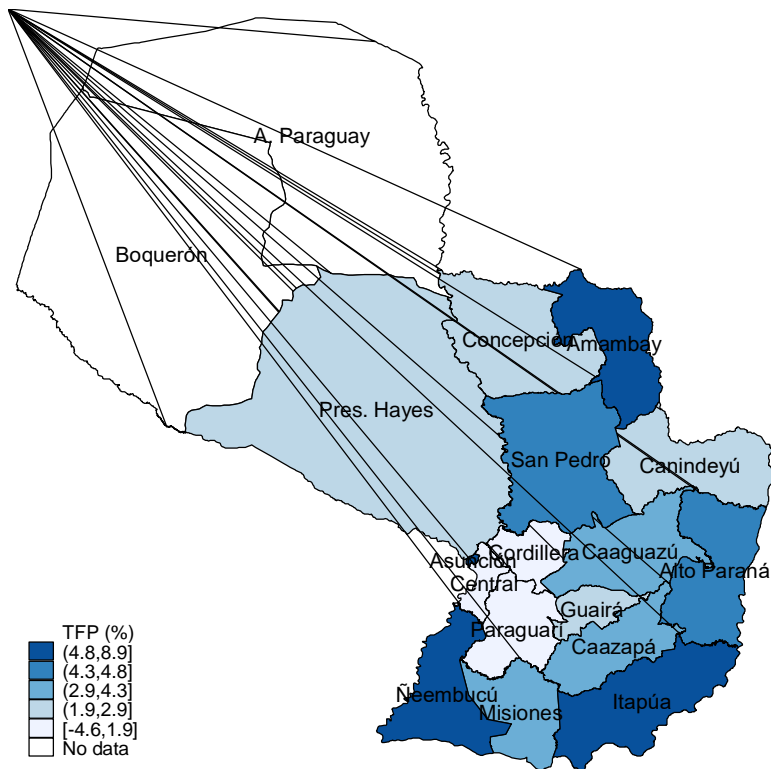 A. Paraguay
Boquerón
Concepción
Amambay
Pres. Hayes
San Pedro
Canindeyú
Cordillera
Caaguazú
Asunción
Alto Paraná
Central
Guairá
Paraguarí
Caazapá
Ñeembucú
Itapúa
Misiones
TFP (%)
(4.8,8.9]
(4.3,4.8]
(2.9,4.3]
(1.9,2.9]
[-4.6,1.9]
No data